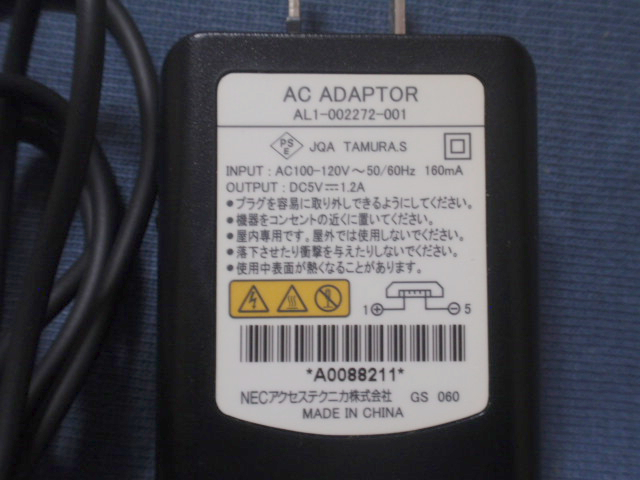 AC ADAPTOR
AL1-002272-001
PSE JQA TAMURA.S
INPUT : AC100-120V～50/60Hz 160mA
OUTPUT : DC5V⎓1.2A
●プラグを容易に取り外しできるようにしてください。
●機器をコンセントの近くに置いてください。
●屋内専用です。屋外では使用しないでください。
●落下させたり衝撃を与えたりしないでください。
●使用中表面が熱くなることがあります。
1⊕ ⊖5
*A0088211*
NECアクセステクニカ株式会社 GS 060
MADE IN CHINA